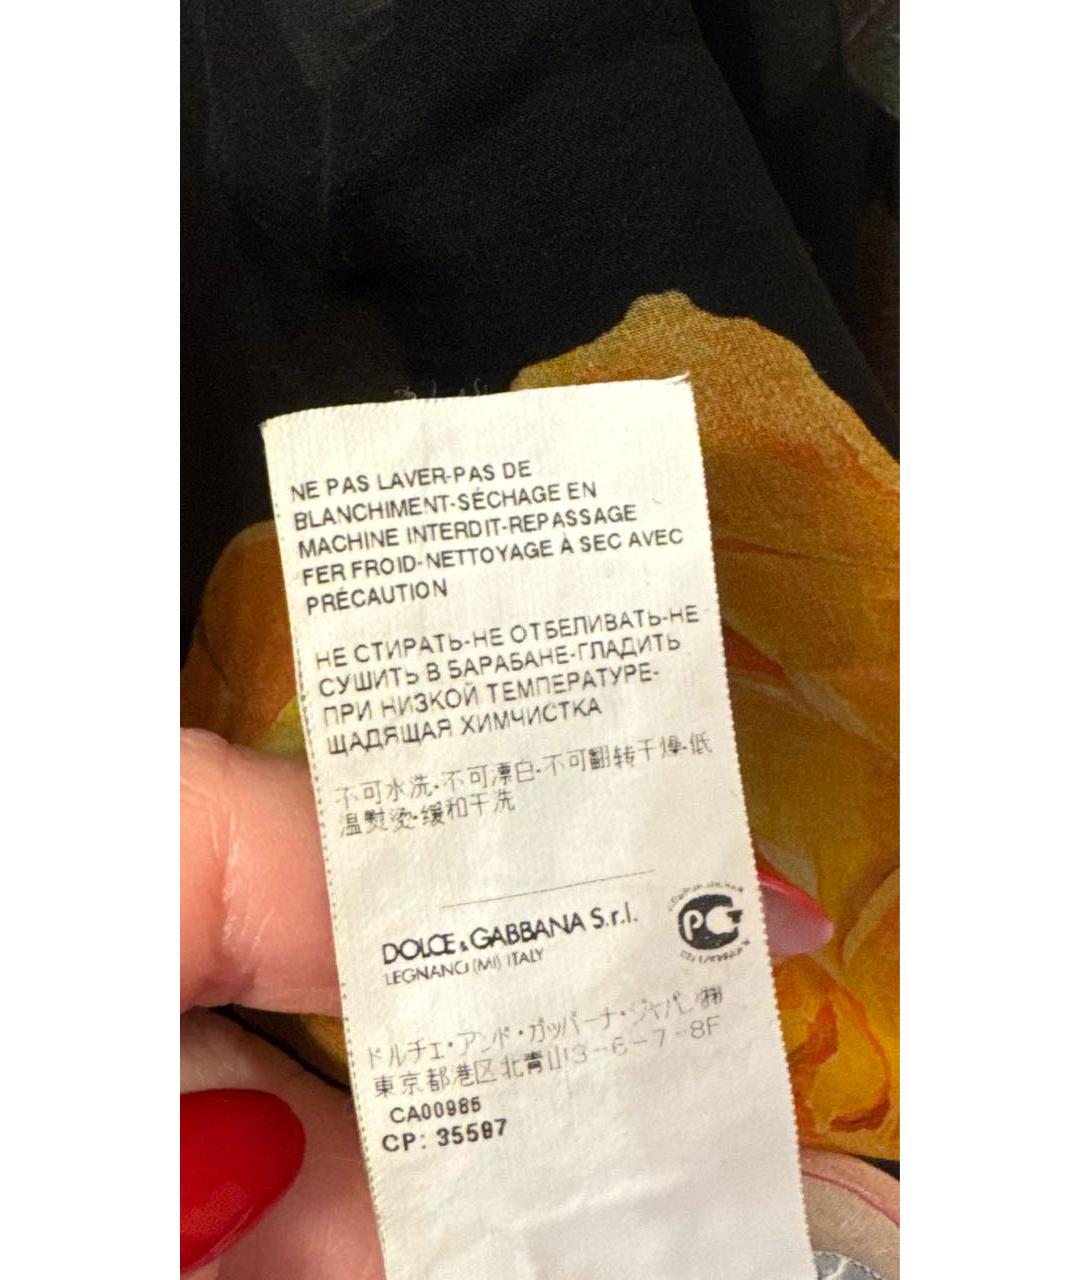 NE PAS LAVER-PAS DE
BLANCHIMENT-SÉCHAGE EN
MACHINE INTERDIT-REPASSAGE
FER FROID-NETTOYAGE À SEC AVEC
PRÉCAUTION
НЕ СТИРАТЬ-НЕ ОТБЕЛИВАТЬ-НЕ
СУШИТЬ В БАРАБАНЕ-ГЛАДИТЬ
ПРИ НИЗКОЙ ТЕМПЕРАТУРЕ-
ЩАДЯЩАЯ ХИМЧИСТКА
不可水洗-不可漂白-不可翻转干燥-低
温熨烫-缓和干洗
DOLCE & GABBANA S.r.l.
LEGNANO (MI) ITALY
РСТ
ドルチェ・アンド・ガッバーナ・ジャパン㈱
東京都港区北青山3-6-7-8F
CA00985
CP: 35597